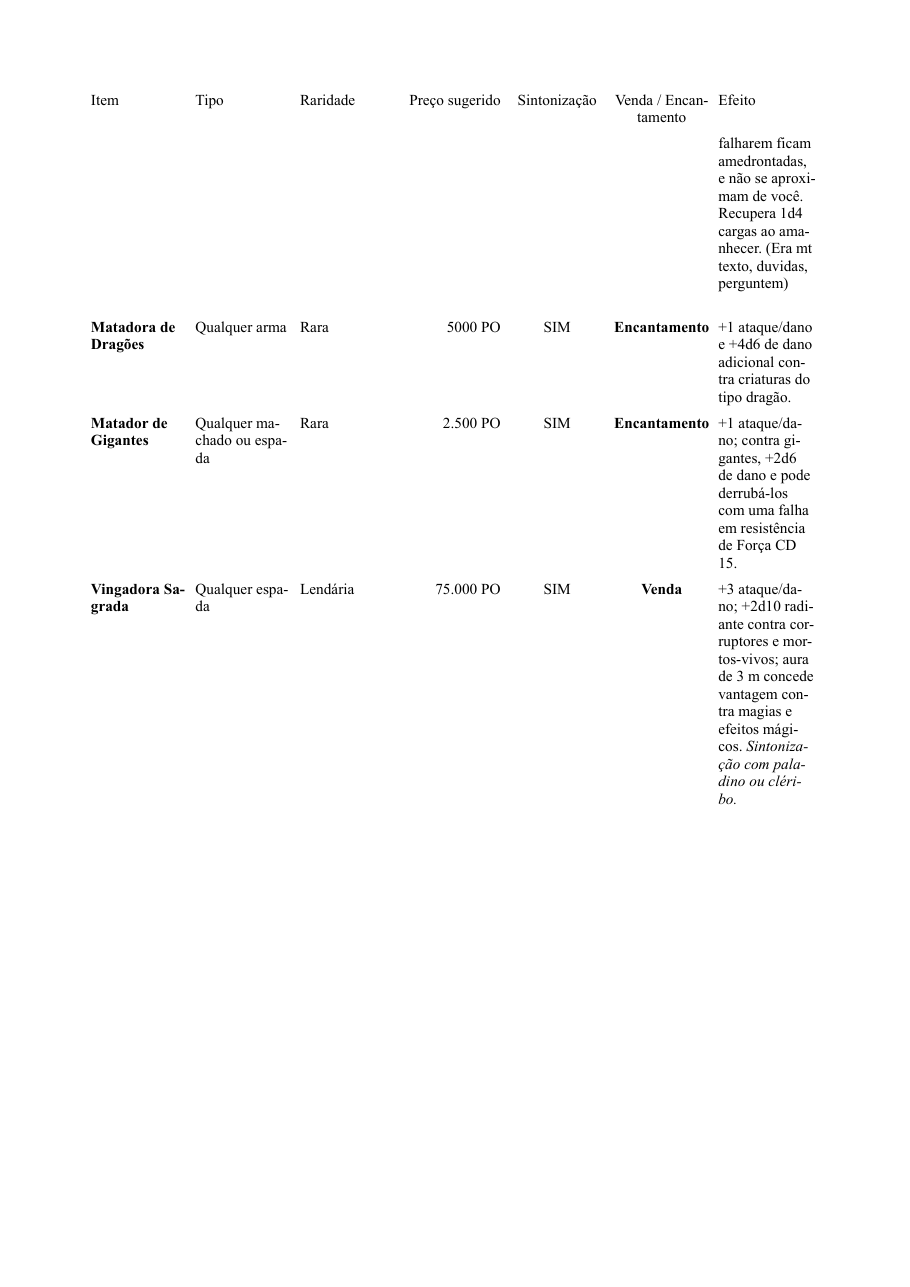 Item Tipo Raridade Preço sugerido Sintonização Venda / Encan-
tamento Efeito
falharem ficam
amedrontadas,
e não se aproxi-
mam de você.
Recupera 1d4
cargas ao ama-
nhecer. (Era mt
texto, duvidas,
perguntem)
Matadora de
Dragões
Qualquer arma
Rara
5000 PO
SIM
Encantamento
+1 ataque/dano
e +4d6 de dano
adicional con-
tra criaturas do
tipo dragão.
Matador de
Gigantes
Qualquer ma-
chado ou espa-
da
Rara
2.500 PO
SIM
Encantamento
+1 ataque/da-
no; contra gi-
gantes, +2d6
de dano e pode
derrubá-los
com uma falha
em resistência
de Força CD
15.
Vingadora Sa-
grada
Qualquer espa-
da
Lendária
75.000 PO
SIM
Venda
+3 ataque/da-
no; +2d10 radi-
ante contra cor-
ruptores e mor-
tos-vivos; aura
de 3 m concede
vantagem con-
tra magias e
efeitos mági-
cos. Sintoniza-
ção com pala-
dino ou cléri-
bo.